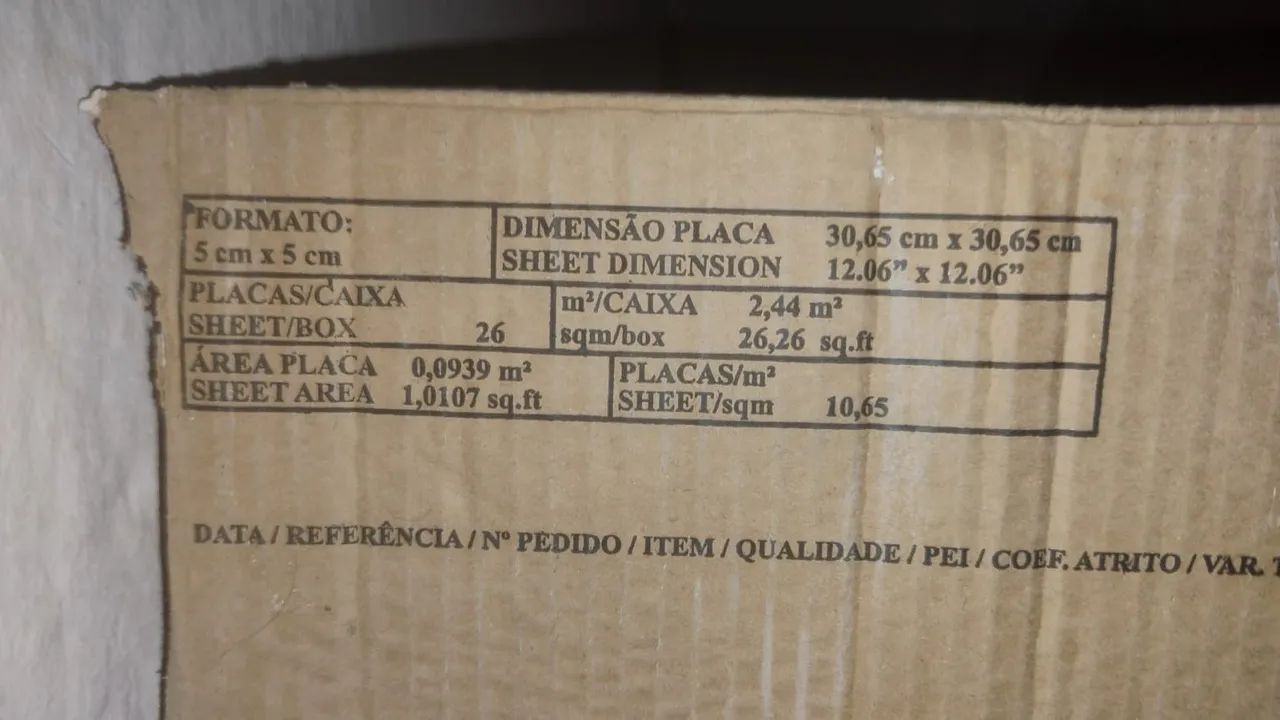 FORMATO:
5 cm x 5 cm
DIMENSÃO PLACA 30,65 cm x 30,65 cm
SHEET DIMENSION 12.06” x 12.06”
PLACAS/CAIXA
SHEET/BOX 26
m²/CAIXA 2,44 m²
sqm/box 26,26 sq.ft
ÁREA PLACA 0,0939 m²
SHEET AREA 1,0107 sq.ft
PLACAS/m²
SHEET/sqm 10,65
DATA / REFERÊNCIA / Nº PEDIDO / ITEM / QUALIDADE / PEI / COEF. ATRITO / VAR.